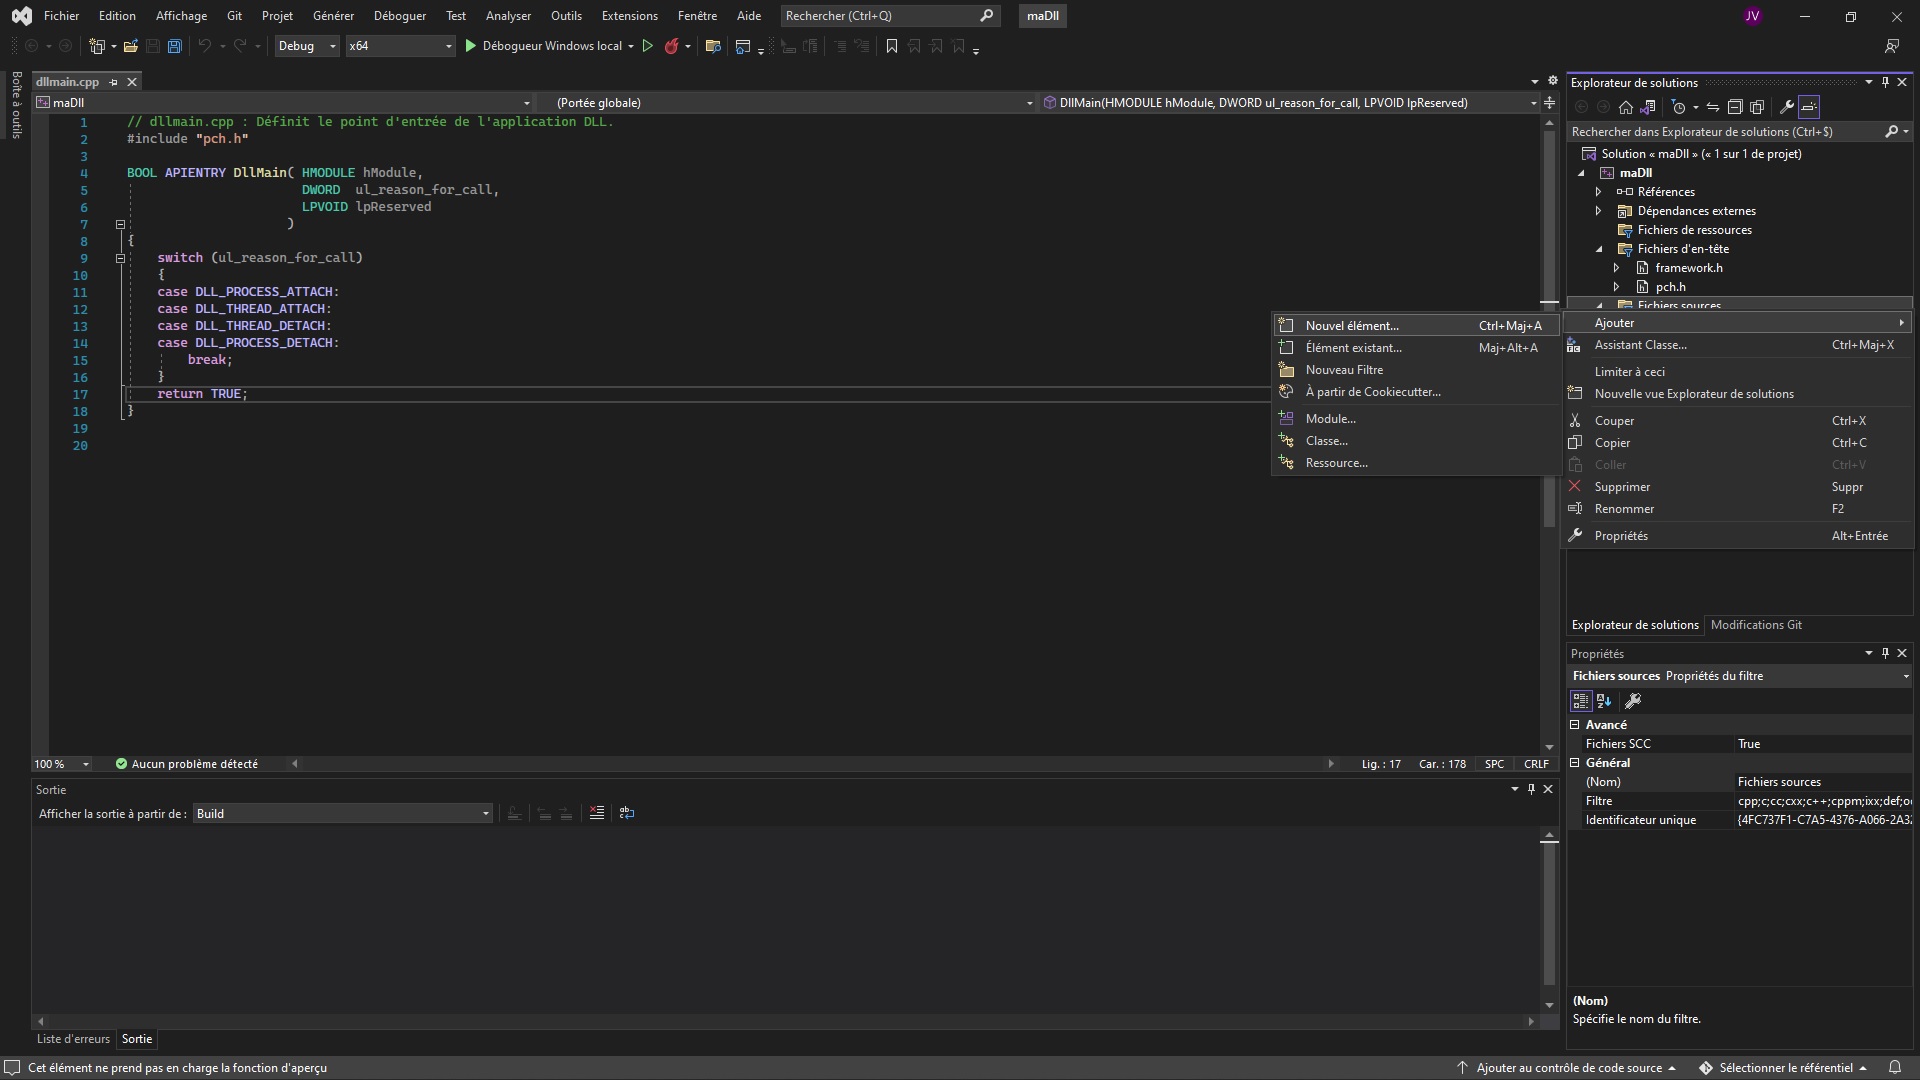 Fichier Edition Affichage Git Projet Générer Déboguer Test Analyser Outils Extensions Fenêtre Aide Rechercher (Ctrl+Q) maDll JV
Debug x64 Débogueur Windows local
Boîte à outils
dllmain.cpp
maDll (Portée globale) DllMain(HMODULE hModule, DWORD ul_reason_for_call, LPVOID lpReserved)
1 // dllmain.cpp : Définit le point d'entrée de l'application DLL.
2 #include "pch.h"
3
4 BOOL APIENTRY DllMain( HMODULE hModule,
5 DWORD ul_reason_for_call,
6 LPVOID lpReserved
7 )
8 {
9 switch (ul_reason_for_call)
10 {
11 case DLL_PROCESS_ATTACH:
12 case DLL_THREAD_ATTACH:
13 case DLL_THREAD_DETACH:
14 case DLL_PROCESS_DETACH:
15 break;
16 }
17 return TRUE;
18 }
19
20
100 % Aucun problème détecté Lig. : 17 Car. : 178 SPC CRLF
Sortie
Afficher la sortie à partir de : Build
Liste d'erreurs Sortie
Explorateur de solutions
Rechercher dans Explorateur de solutions (Ctrl+$)
Solution « maDll » (« 1 sur 1 de projet)
maDll
Références
Dépendances externes
Fichiers de ressources
Fichiers d'en-tête
framework.h
pch.h
Fichiers sources
Nouvel élément... Ctrl+Maj+A
Élément existant... Maj+Alt+A
Nouveau Filtre
À partir de Cookiecutter...
Module...
Classe...
Ressource...
Ajouter
Assistant Classe... Ctrl+Maj+X
Limiter à ceci
Nouvelle vue Explorateur de solutions
Couper Ctrl+X
Copier Ctrl+C
Coller Ctrl+V
Supprimer Suppr
Renommer F2
Propriétés Alt+Entrée
Explorateur de solutions Modifications Git
Propriétés
Fichiers sources Propriétés du filtre
Avancé
Fichiers SCC True
Général
(Nom) Fichiers sources
Filtre cpp;c;cc;cxx;c++;cppm;ixx;def;o
Identificateur unique {4FC737F1-C7A5-4376-A066-2A32
(Nom)
Spécifie le nom du filtre.
Cet élément ne prend pas en charge la fonction d'aperçu Ajouter au contrôle de code source Sélectionner le référentiel